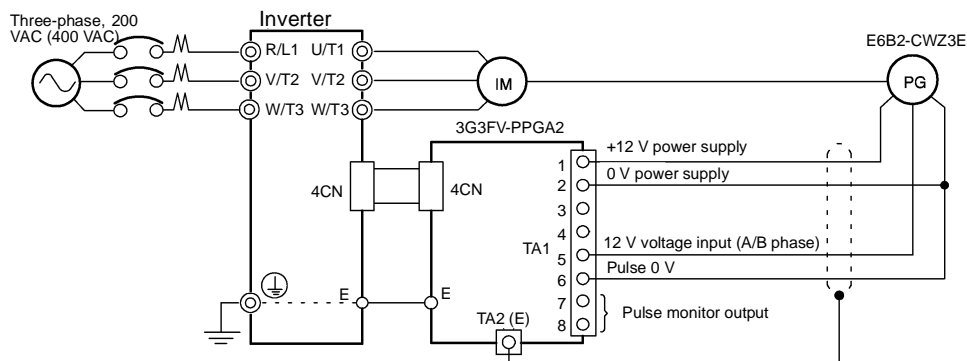 Three-phase, 200
VAC (400 VAC)
Inverter
R/L1 U/T1
V/T2 V/T2
W/T3 W/T3
IM
E6B2-CWZ3E
PG
3G3FV-PPGA2
4CN
4CN
+12 V power supply
0 V power supply
12 V voltage input (A/B phase)
Pulse 0 V
Pulse monitor output
1
2
3
4
5
6
7
8
TA1
E
E
TA2 (E)